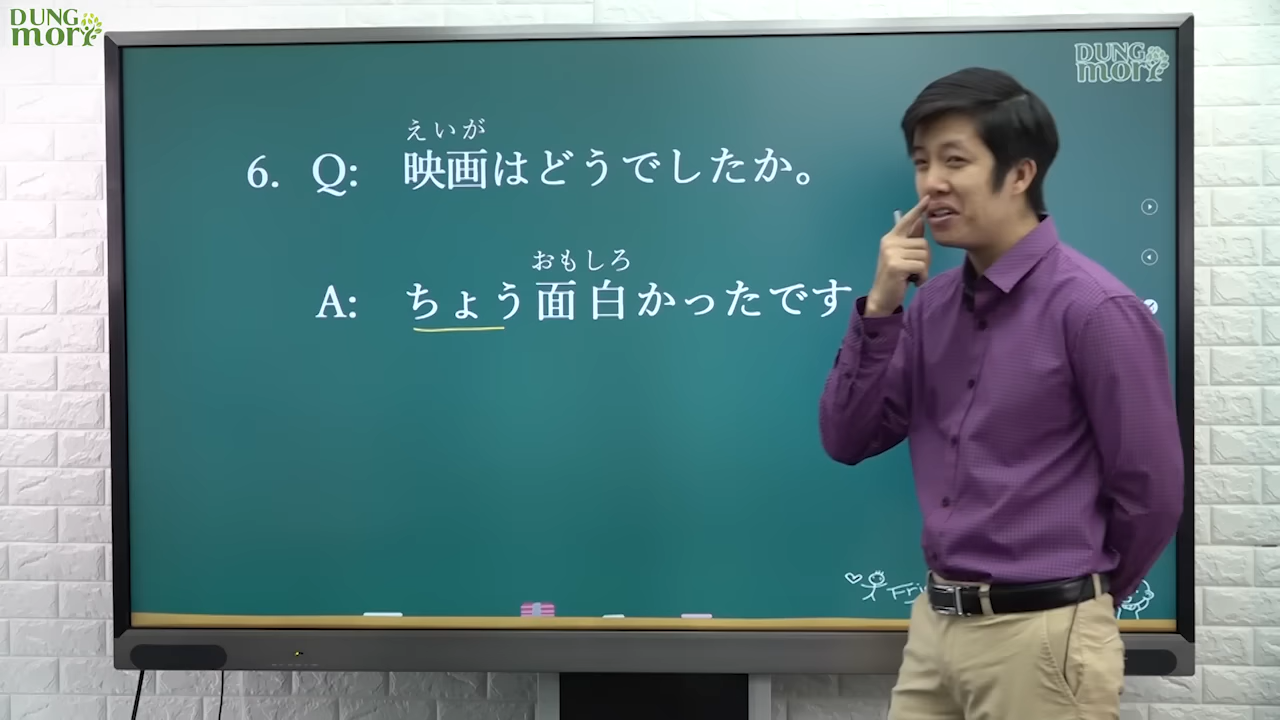 DUNG
mori
DUNG
mori
えいが
6. Q: 映画はどうでしたか。
おもしろ
A: ちょう面白かったです